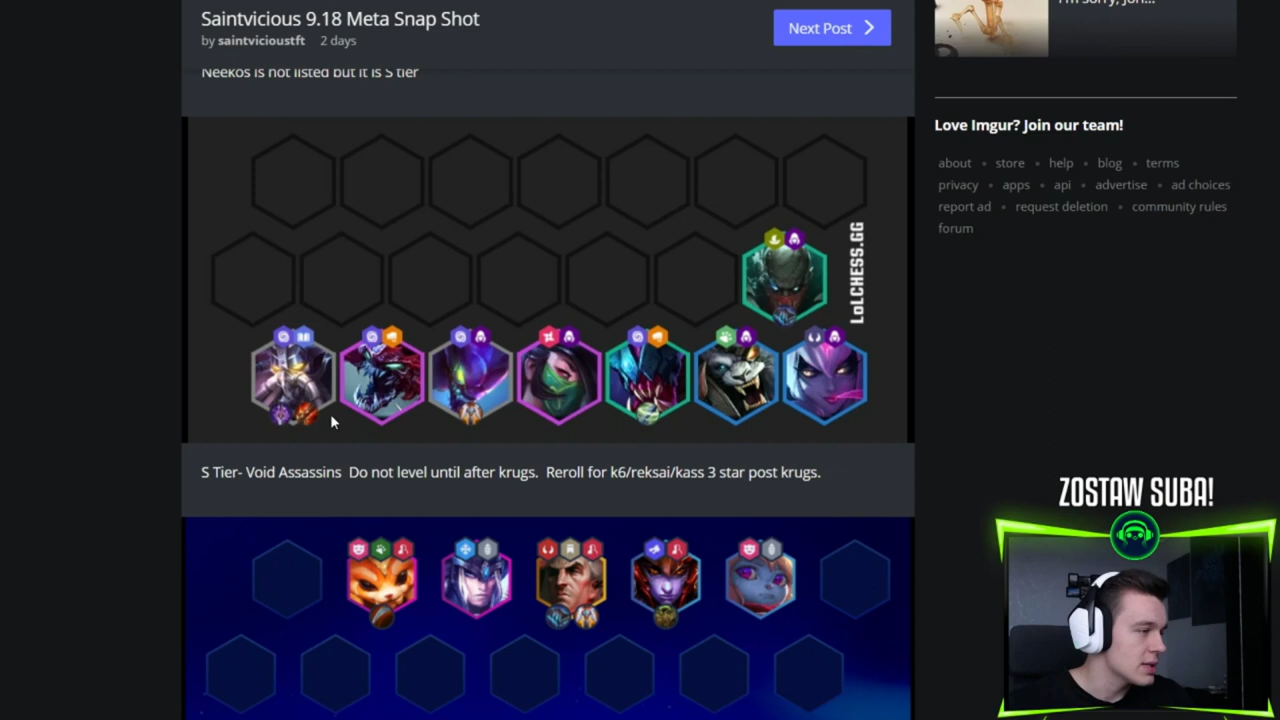 Saintvicious 9.18 Meta Snap Shot
by saintvicioustft 2 days
Next Post
Neekos is not listed but it is S tier
LoLCHESS.GG
S Tier- Void Assassins Do not level until after krugs. Reroll for k6/reksai/kass 3 star post krugs.
I'm sorry, Jon...
Love Imgur? Join our team!
about • store • help • blog • terms
privacy • apps • api • advertise • ad choices
report ad • request deletion • community rules
forum
ZOSTAW SUBA!